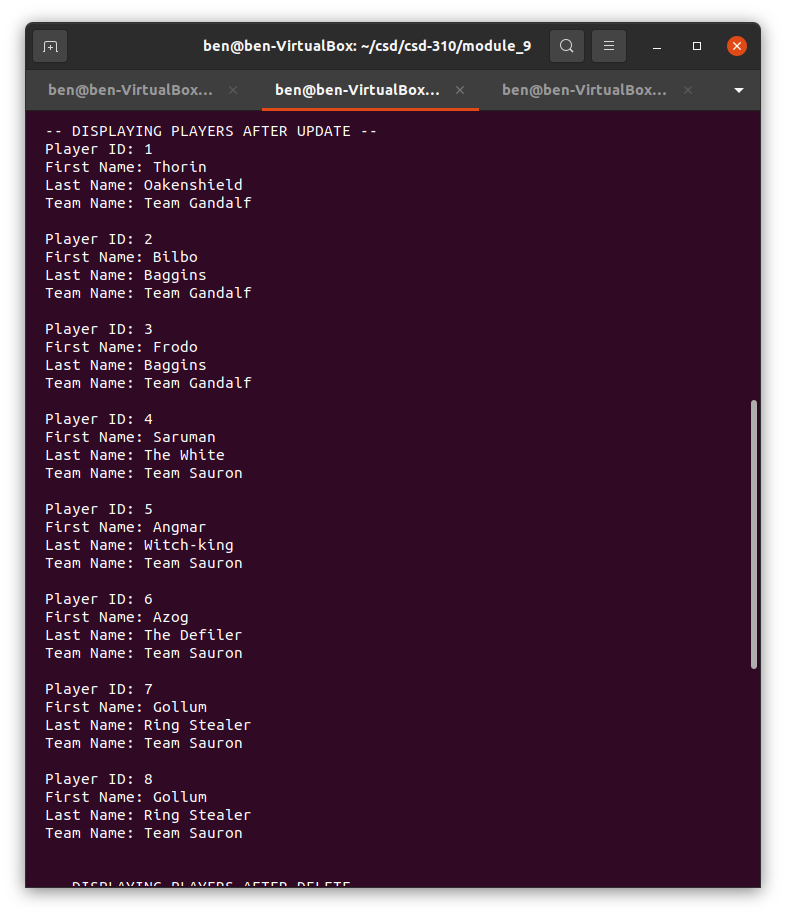 ben@ben-VirtualBox: ~/csd/csd-310/module_9
ben@ben-VirtualBox... ben@ben-VirtualBox... ben@ben-VirtualBox...
-- DISPLAYING PLAYERS AFTER UPDATE --
Player ID: 1
First Name: Thorin
Last Name: Oakenshield
Team Name: Team Gandalf

Player ID: 2
First Name: Bilbo
Last Name: Baggins
Team Name: Team Gandalf

Player ID: 3
First Name: Frodo
Last Name: Baggins
Team Name: Team Gandalf

Player ID: 4
First Name: Saruman
Last Name: The White
Team Name: Team Sauron

Player ID: 5
First Name: Angmar
Last Name: Witch-king
Team Name: Team Sauron

Player ID: 6
First Name: Azog
Last Name: The Defiler
Team Name: Team Sauron

Player ID: 7
First Name: Gollum
Last Name: Ring Stealer
Team Name: Team Sauron

Player ID: 8
First Name: Gollum
Last Name: Ring Stealer
Team Name: Team Sauron

DISPLAYING PLAYERS AFTER DELETE